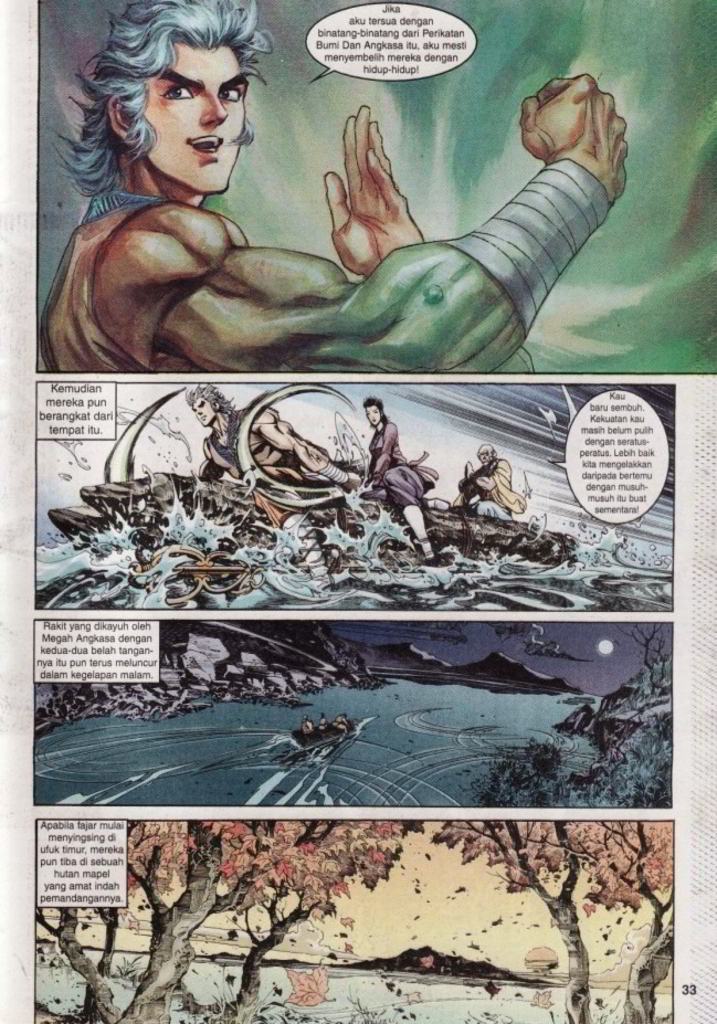 Jika
aku tersua dengan
binatang-binatang dari Perikatan
Bumi Dan Angkasa itu, aku mesti
menyembelih mereka dengan
hidup-hidup!
Kemudian
mereka pun
berangkat dari
tempat itu.
Kau
baru sembuh.
Kekuatan kau
masih belum pulih
dengan seratus-
peratus. Lebih baik
kita mengelakkan
daripada bertemu
dengan musuh-
musuh itu buat
sementara!
Rakit yang dikayuh oleh
Megah Angkasa dengan
kedua-dua belah tangan-
nya itu pun terus meluncur
dalam kegelapan malam.
Apabila fajar mulai
menyingsing di
ufuk timur, mereka
pun tiba di sebuah
hutan mapel
yang amat indah
pemandangannya.
33